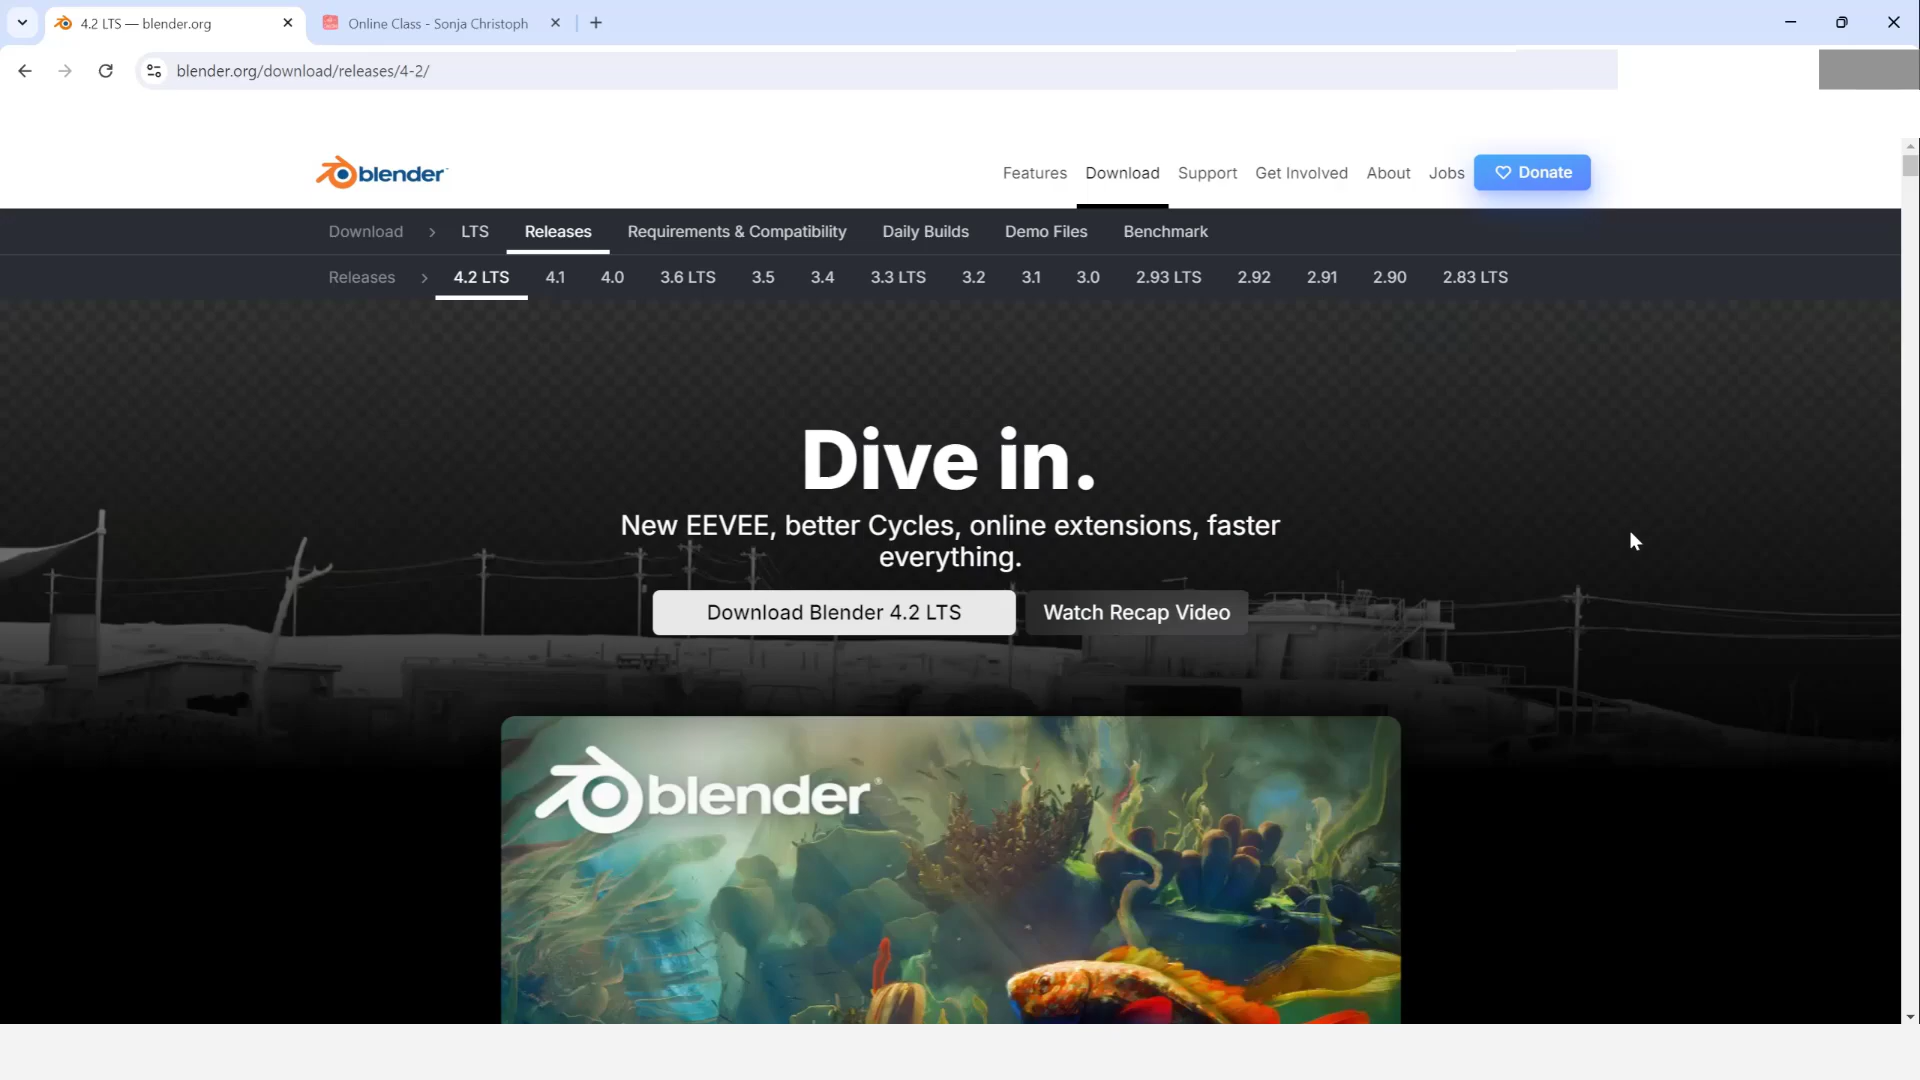 4.2 LTS — blender.org
Online Class - Sonja Christoph
blender.org/download/releases/4-2/
blender
Features Download Support Get Involved About Jobs Donate
Download LTS Releases Requirements & Compatibility Daily Builds Demo Files Benchmark
Releases 4.2 LTS 4.1 4.0 3.6 LTS 3.5 3.4 3.3 LTS 3.2 3.1 3.0 2.93 LTS 2.92 2.91 2.90 2.83 LTS
Dive in.
New EEVEE, better Cycles, online extensions, faster
everything.
Download Blender 4.2 LTS Watch Recap Video
blender